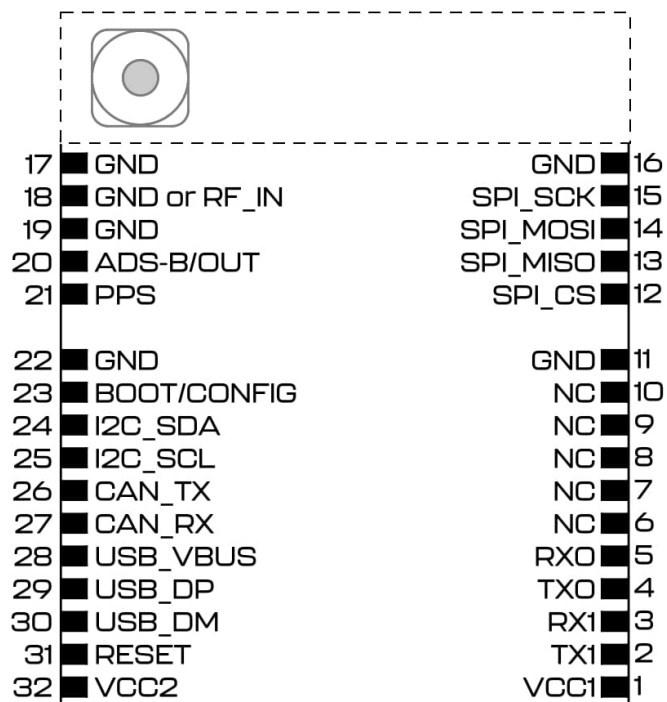 17 GND GND 16
18 GND or RF_IN SPI_SCK 15
19 GND SPI_MOSI 14
20 ADS-B/OUT SPI_MISO 13
21 PPS SPI_CS 12
22 GND GND 11
23 BOOT/CONFIG NC 10
24 I2C_SDA NC 9
25 I2C_SCL NC 8
26 CAN_TX NC 7
27 CAN_RX NC 6
28 USB_VBUS RX0 5
29 USB_DP TX0 4
30 USB_DM RX1 3
31 RESET TX1 2
32 VCC2 VCC1 1